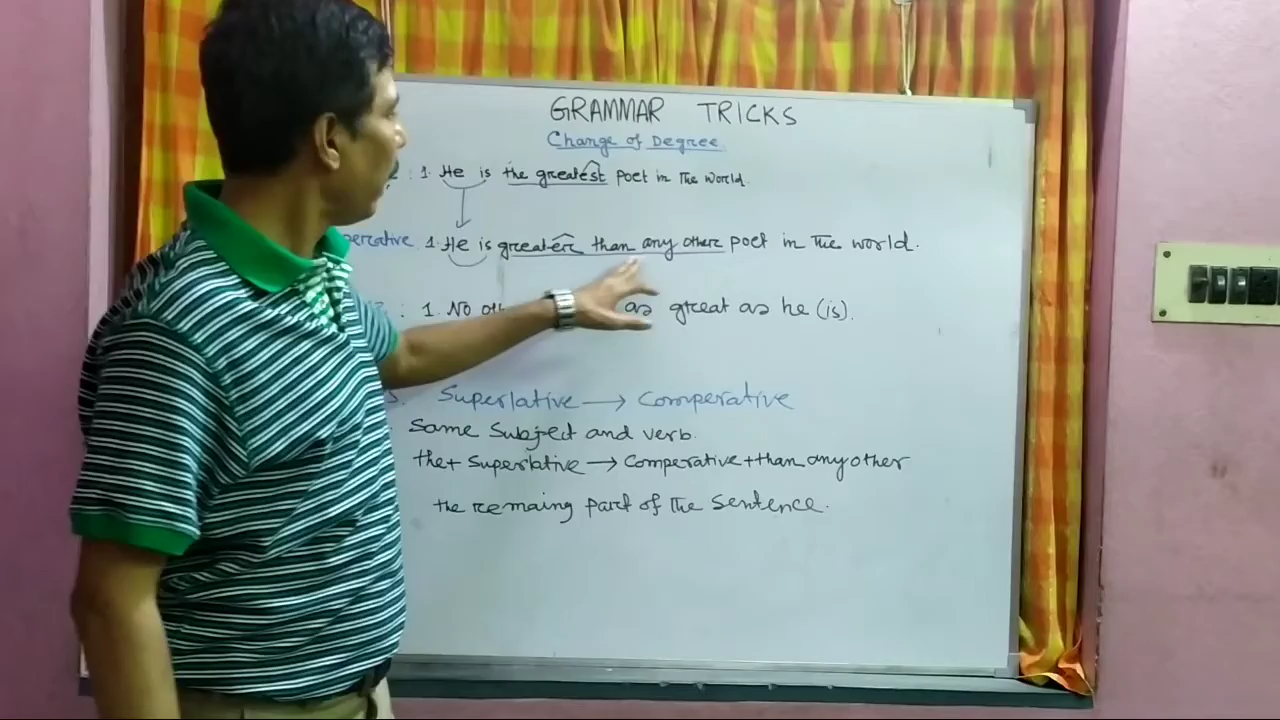 GRAMMAR TRICKS
Change of Degree
: 1. He is the greatest poet in the world.
perative 1. He is greater than any other poet in the world.
: 1. No as great as he (is).
Superlative → Comperative
Same Subject and verb.
the + Superlative → Comperative + than any other
the remaing part of the Sentence.